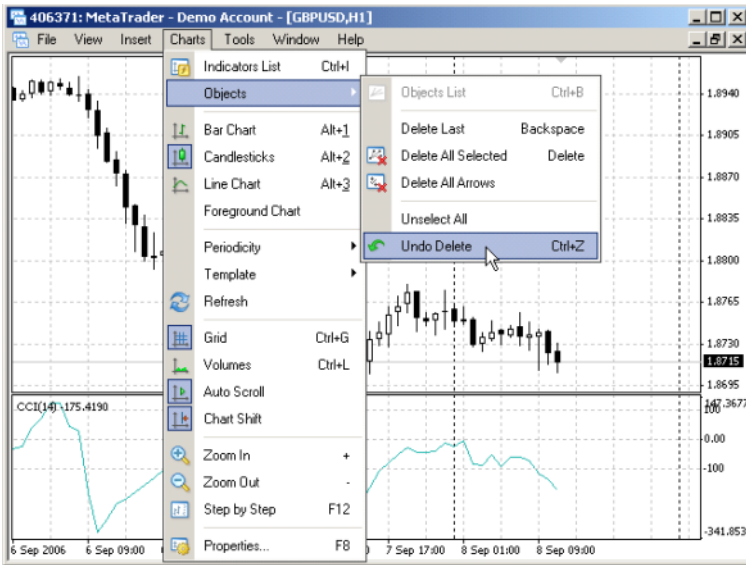 406371: MetaTrader - Demo Account - [GBPUSD,H1]
File View Insert Charts Tools Window Help
Indicators List Ctrl+I
Objects
Bar Chart Alt+1
Candlesticks Alt+2
Line Chart Alt+3
Foreground Chart
Periodicity
Template
Refresh
Grid Ctrl+G
Volumes Ctrl+L
Auto Scroll
Chart Shift
Zoom In +
Zoom Out -
Step by Step F12
Properties... F8
Objects List Ctrl+B
Delete Last Backspace
Delete All Selected Delete
Delete All Arrows
Unselect All
Undo Delete Ctrl+Z
1.8940
1.8905
1.8870
1.8835
1.8800
1.8765
1.8730
1.8715
1.8695
CCI(14) -175.4190
147.3677
100
0.00
-100
-341.853
6 Sep 2006 6 Sep 09:00 7 Sep 17:00 8 Sep 01:00 8 Sep 09:00